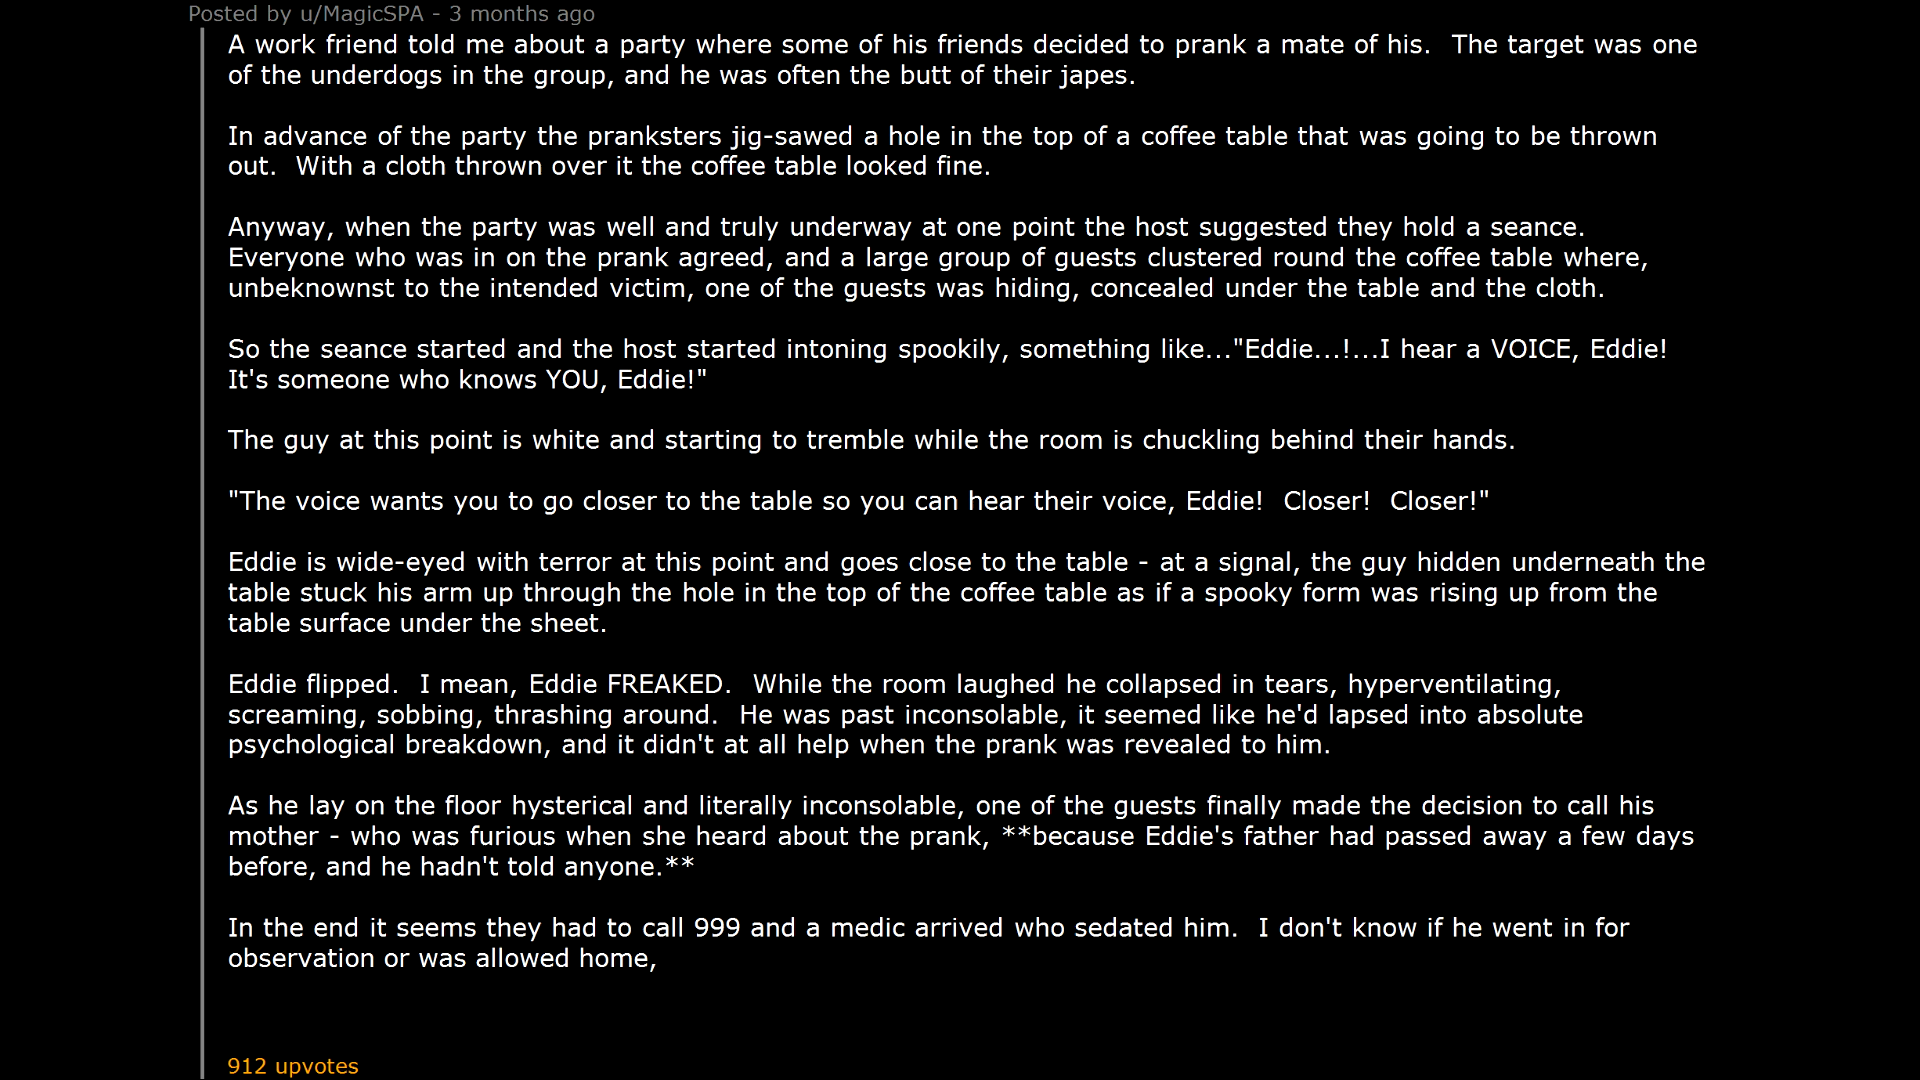 Posted by u/MagicSPA - 3 months ago
A work friend told me about a party where some of his friends decided to prank a mate of his.  The target was one
of the underdogs in the group, and he was often the butt of their japes.
In advance of the party the pranksters jig-sawed a hole in the top of a coffee table that was going to be thrown
out.  With a cloth thrown over it the coffee table looked fine.
Anyway, when the party was well and truly underway at one point the host suggested they hold a seance.
Everyone who was in on the prank agreed, and a large group of guests clustered round the coffee table where,
unbeknownst to the intended victim, one of the guests was hiding, concealed under the table and the cloth.
So the seance started and the host started intoning spookily, something like..."Eddie...!...I hear a VOICE, Eddie!
It's someone who knows YOU, Eddie!"
The guy at this point is white and starting to tremble while the room is chuckling behind their hands.
"The voice wants you to go closer to the table so you can hear their voice, Eddie!  Closer!  Closer!"
Eddie is wide-eyed with terror at this point and goes close to the table - at a signal, the guy hidden underneath the
table stuck his arm up through the hole in the top of the coffee table as if a spooky form was rising up from the
table surface under the sheet.
Eddie flipped.  I mean, Eddie FREAKED.  While the room laughed he collapsed in tears, hyperventilating,
screaming, sobbing, thrashing around.  He was past inconsolable, it seemed like he'd lapsed into absolute
psychological breakdown, and it didn't at all help when the prank was revealed to him.
As he lay on the floor hysterical and literally inconsolable, one of the guests finally made the decision to call his
mother - who was furious when she heard about the prank, **because Eddie's father had passed away a few days
before, and he hadn't told anyone.**
In the end it seems they had to call 999 and a medic arrived who sedated him.  I don't know if he went in for
observation or was allowed home,
912 upvotes